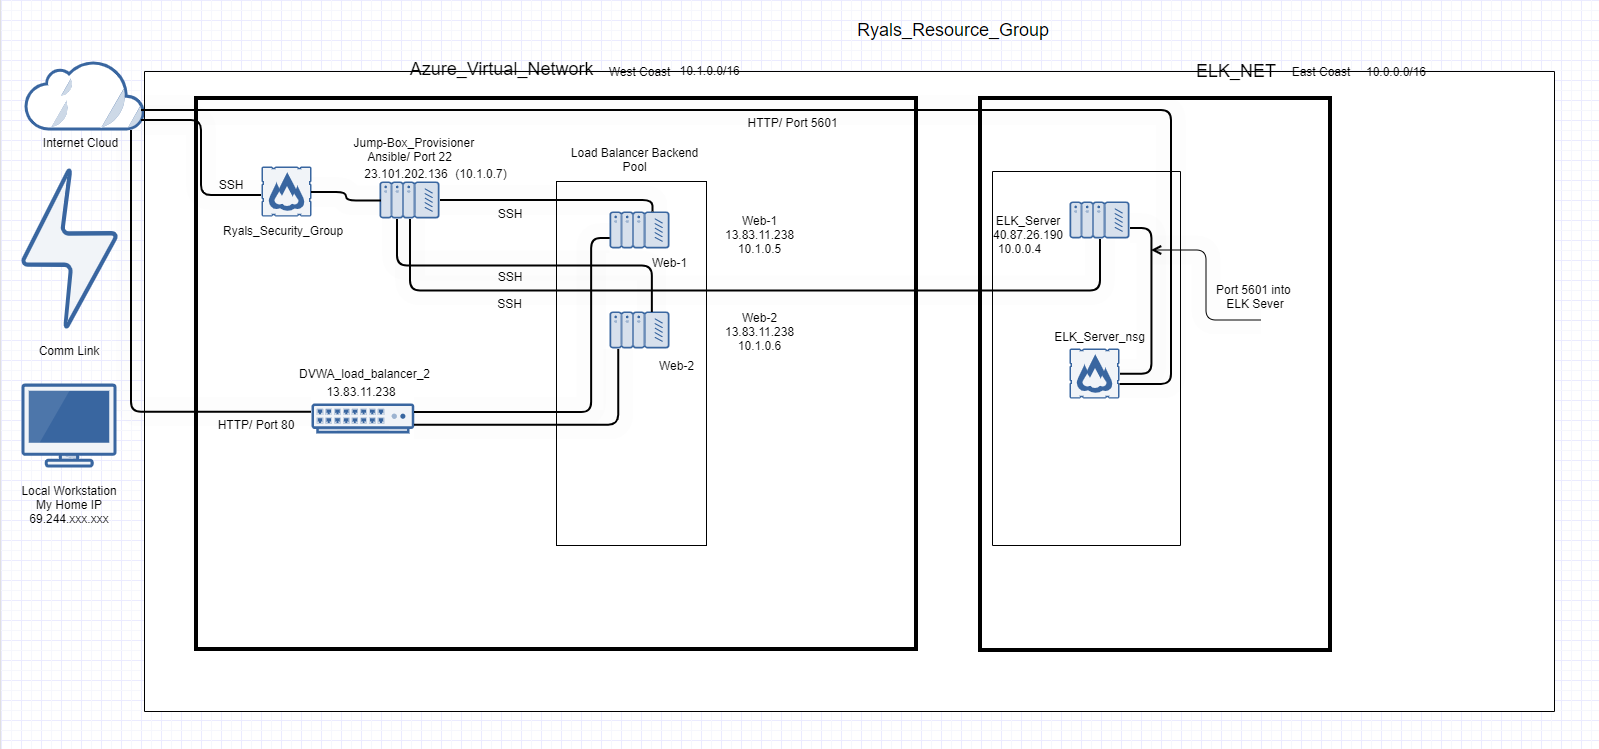 Ryals_Resource_Group
Azure_Virtual_Network West Coast 10.1.0.0/16
ELK_NET East Coast 10.0.0.0/16
Internet Cloud
HTTP/ Port 5601
Jump-Box_Provisioner
Ansible/ Port 22
23.101.202.136 (10.1.0.7)
Load Balancer Backend
Pool
SSH
Ryals_Security_Group
SSH
Web-1
13.83.11.238
10.1.0.5
Web-1
SSH
SSH
ELK_Server
40.87.26.190
10.0.0.4
Port 5601 into
ELK Sever
Web-2
13.83.11.238
10.1.0.6
Web-2
ELK_Server_nsg
Comm Link
DVWA_load_balancer_2
13.83.11.238
HTTP/ Port 80
Local Workstation
My Home IP
69.244.xxx.xxx